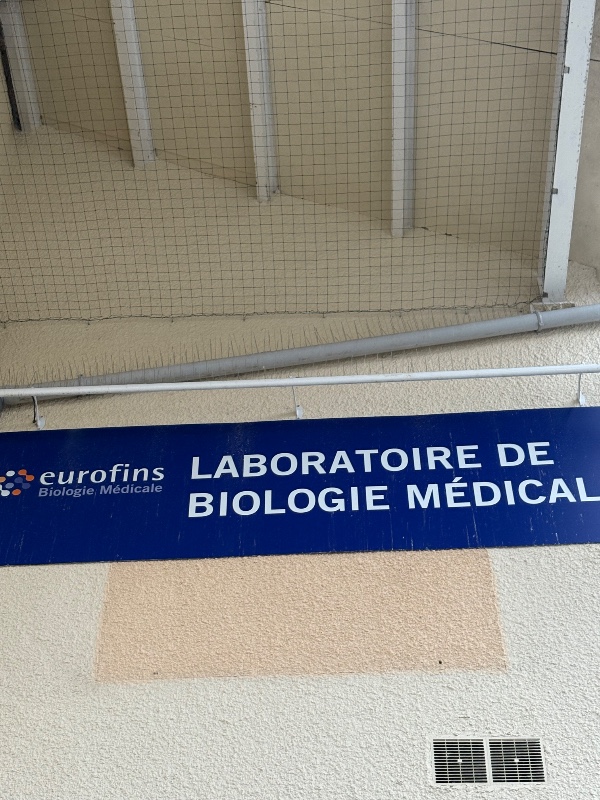 eurofins
Biologie Médicale
LABORATOIRE DE
BIOLOGIE MÉDICAL